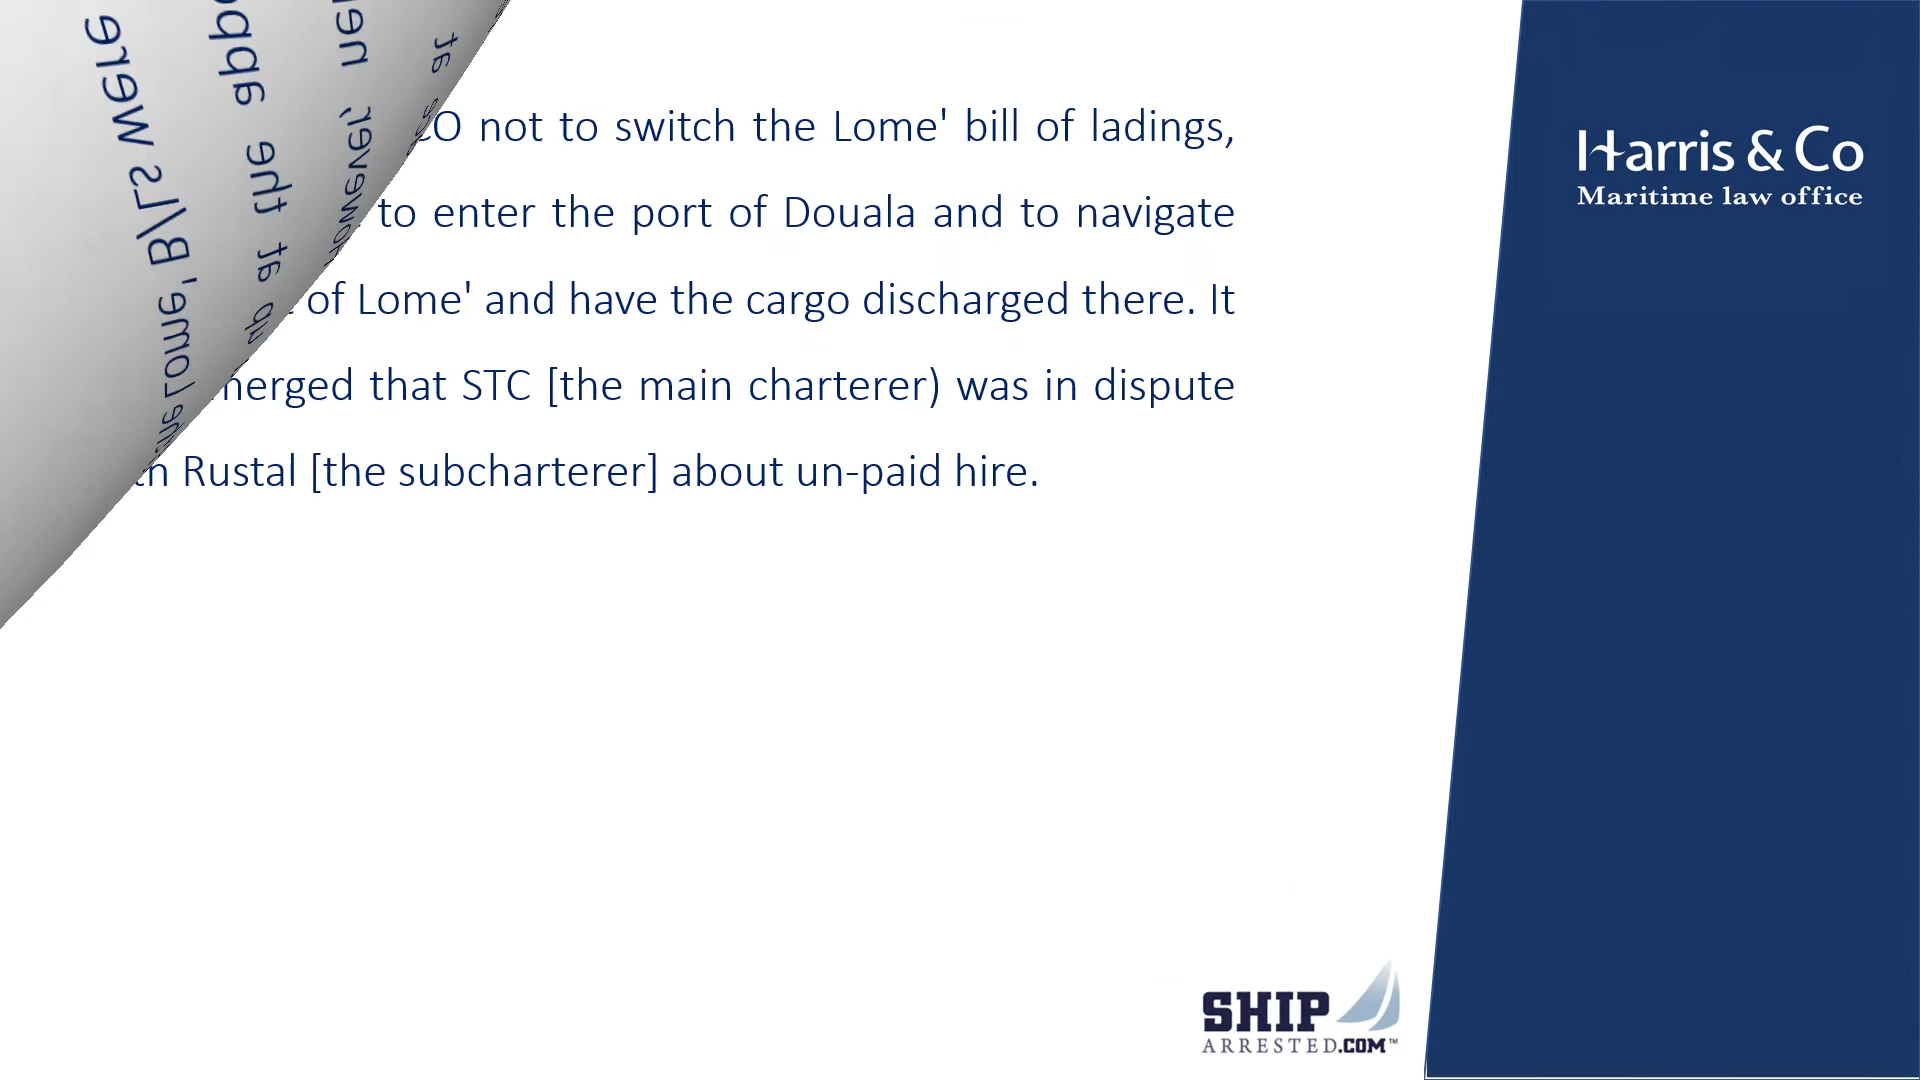 not to switch the Lome' bill of ladings,
to enter the port of Douala and to navigate
of Lome' and have the cargo discharged there. It
that STC [the main charterer) was in dispute
Rustal [the subcharterer] about un-paid hire.
Harris & Co
Maritime law office
SHIP
ARRESTED.COM™